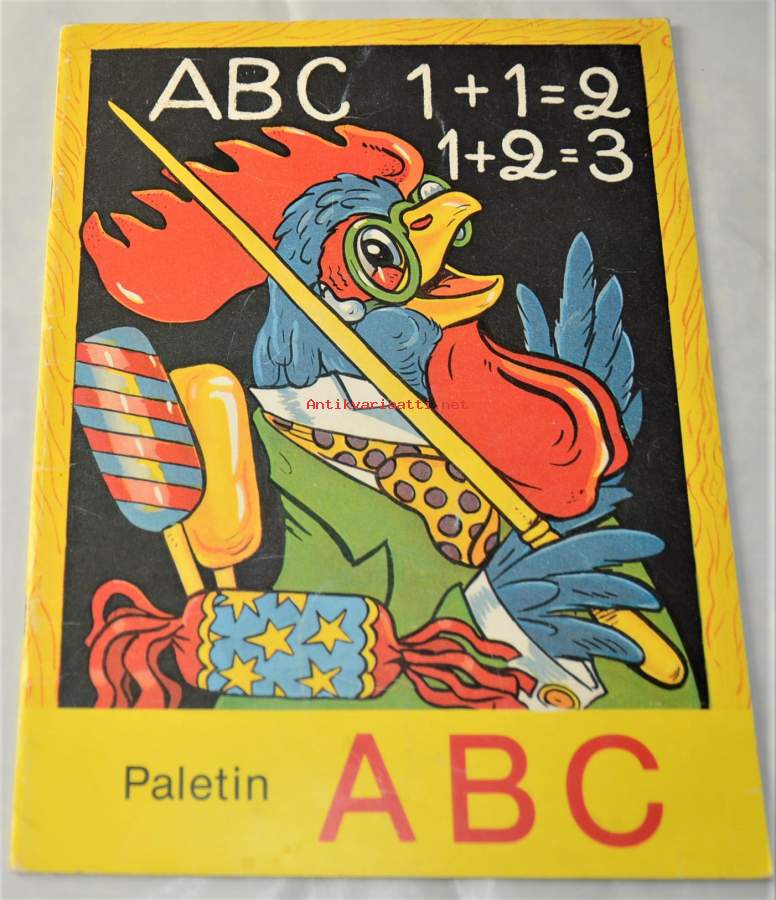 ABC 1+1=2
1+2=3
Antikvariaatti.net
Paletin ABC